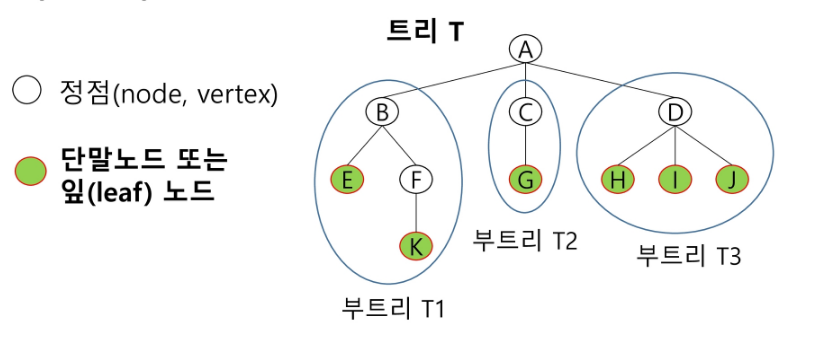 트리 T
정점(node, vertex)
단말노드 또는
잎(leaf) 노드
A
B
C
D
E
F
G
H
I
J
K
부트리 T1
부트리 T2
부트리 T3